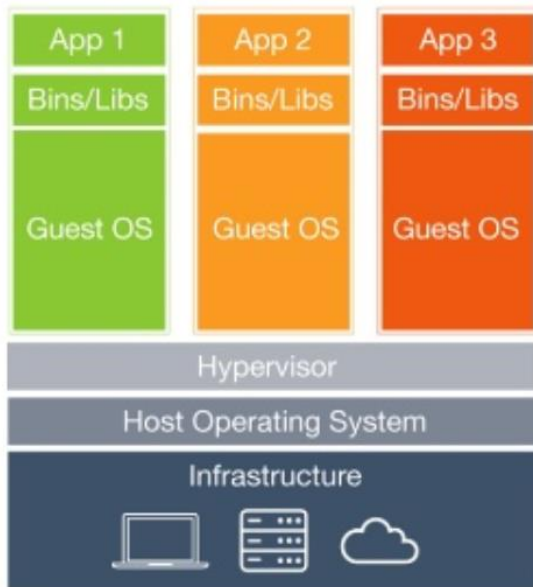 App 1 App 2 App 3
Bins/Libs Bins/Libs Bins/Libs
Guest OS Guest OS Guest OS
Hypervisor
Host Operating System
Infrastructure